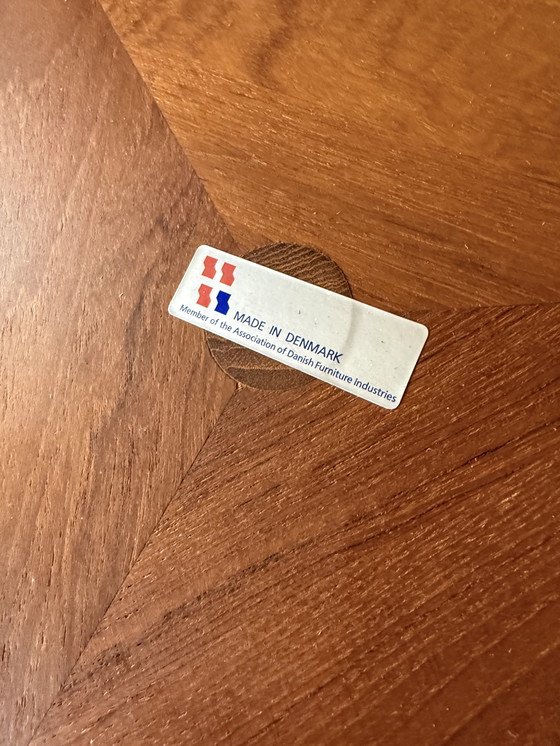 MADE IN DENMARK
Member of the Association of Danish Furniture Industries